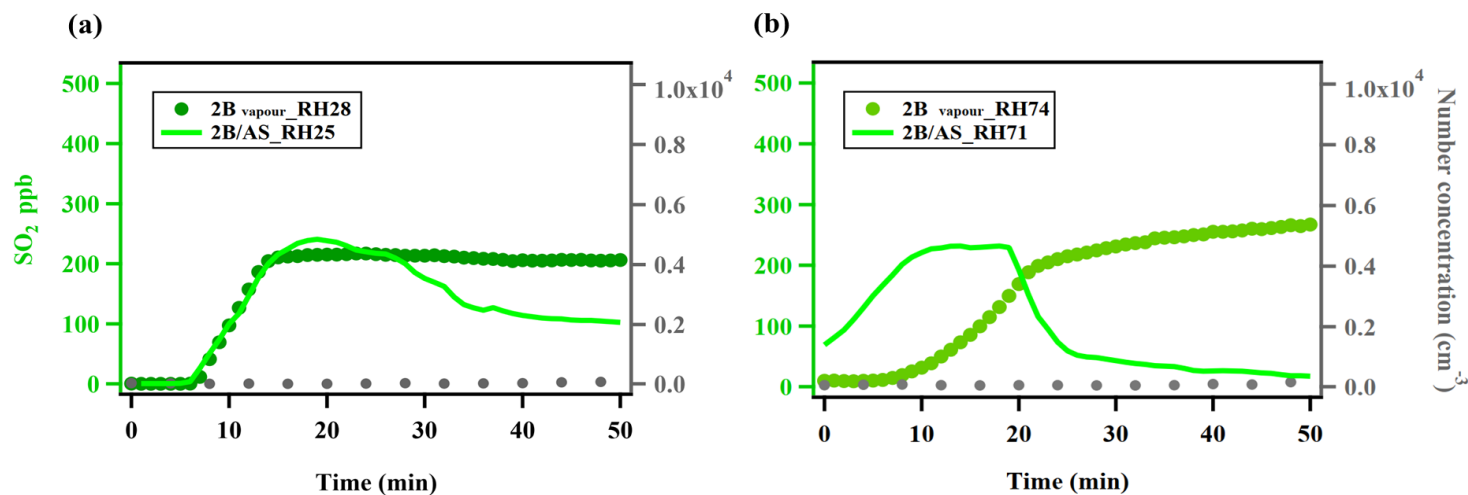 (a)
500
400
300
200
100
0
SO2 ppb
2B vapour_RH28
2B/AS_RH25
1.0x10^4
0.8
0.6
0.4
0.2
0.0
0 10 20 30 40 50
Time (min)
(b)
500
400
300
200
100
0
2B vapour_RH74
2B/AS_RH71
1.0x10^4
0.8
0.6
0.4
0.2
0.0
Number concentration (cm^-3)
0 10 20 30 40 50
Time (min)